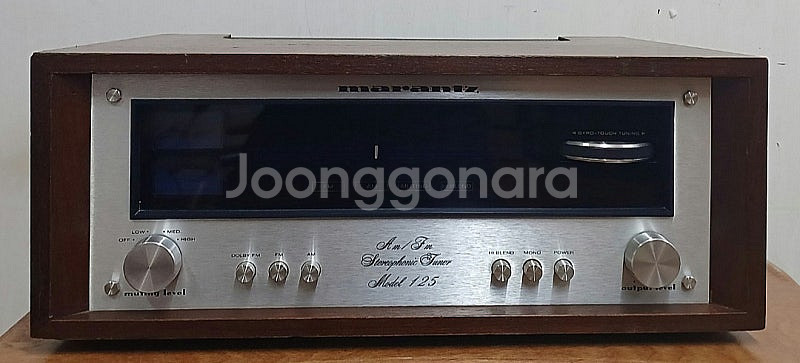 marantz
◄ GYRO-TOUCH TUNING ►
Joonggonara
LOW MED.
OFF HIGH
muting level
DOLBY FM FM AM
Am/Fm
Stereophonic Tuner
Model 125
HI BLEND MONO POWER
output level